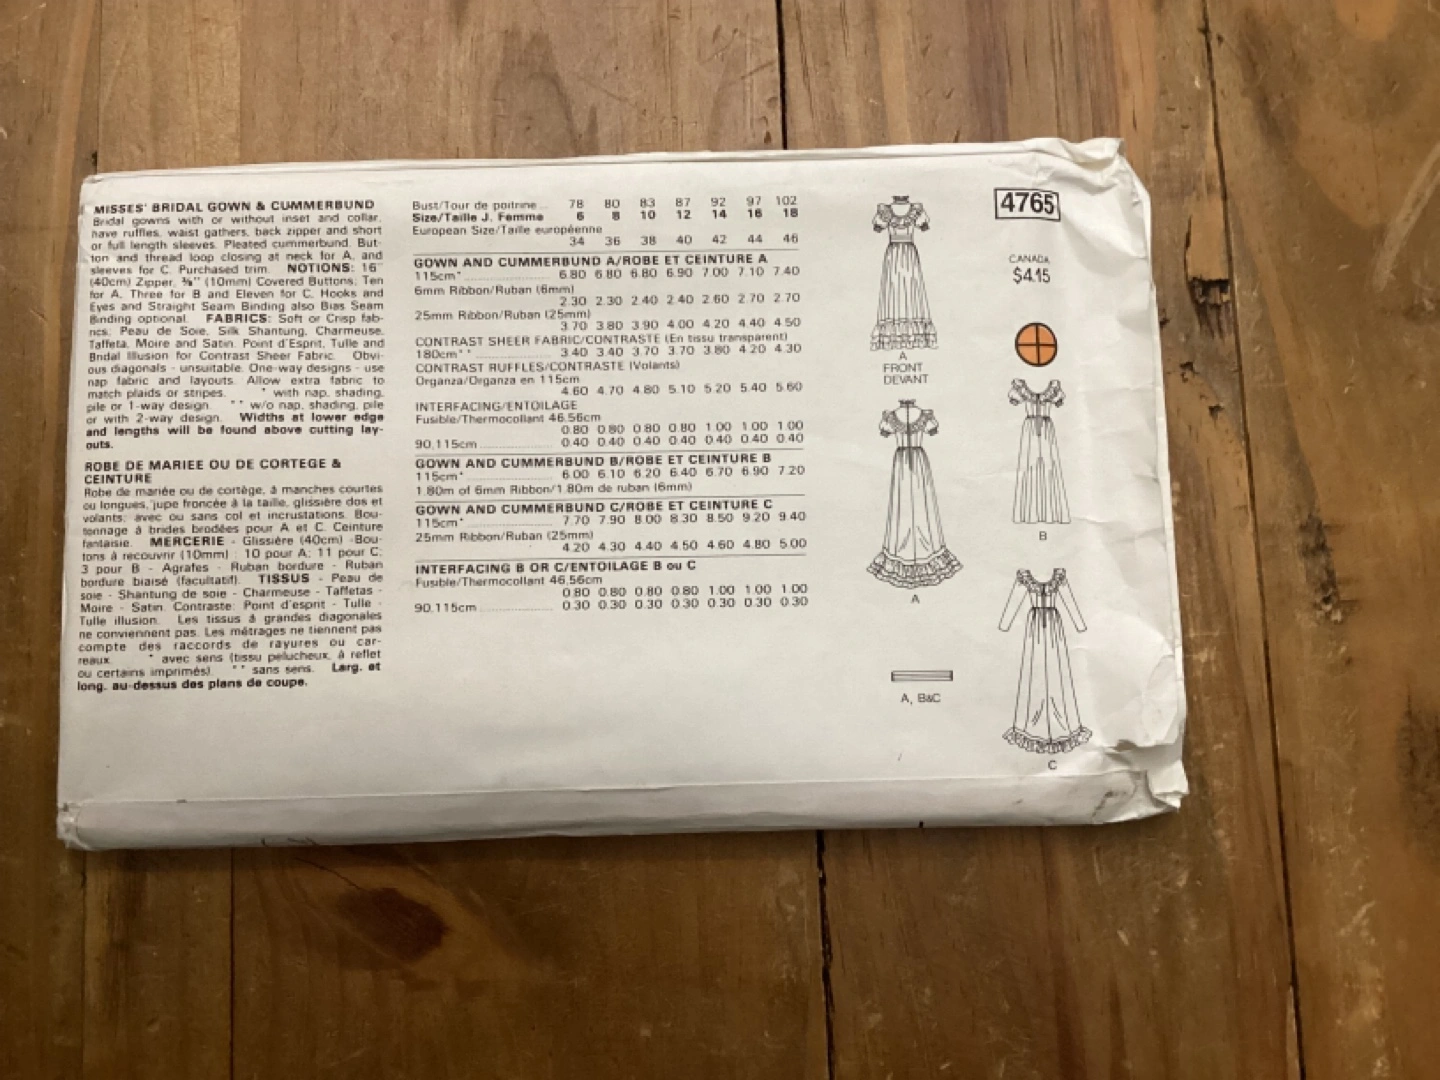 MISSES' BRIDAL GOWN & CUMMERBUND
Bridal gowns with or without inset and collar,
have ruffles, waist gathers, back zipper and short
or full length sleeves. Pleated cummerbund. But-
ton and thread loop closing at neck for A, and
sleeves for C. Purchased trim. NOTIONS: 16"
(40cm) Zipper, ⅜" (10mm) Covered Buttons: Ten
for A, Three for B and Eleven for C, Hooks and
Eyes and Straight Seam Binding also Bias Seam
Binding optional. FABRICS: Soft or Crisp fab-
rics: Peau de Soie, Silk Shantung, Charmeuse,
Taffeta, Moire and Satin. Point d'Esprit, Tulle and
Bridal Illusion for Contrast Sheer Fabric. Obvi-
ous diagonals - unsuitable. One-way designs - use
nap fabric and layouts. Allow extra fabric to
match plaids or stripes. * with nap, shading,
pile or 1-way design. ** w/o nap, shading, pile
or with 2-way design. Widths at lower edge
and lengths will be found above cutting lay-
outs.
ROBE DE MARIEE OU DE CORTEGE &
CEINTURE
Robe de mariée ou de cortège, à manches courtes
ou longues, jupe froncée à la taille, glissière dos et
volants; avec ou sans col et incrustations. Bou-
tonnage à brides brodées pour A et C. Ceinture
fantaisie. MERCERIE - Glissière (40cm) -Bou-
tons à recouvrir (10mm) : 10 pour A; 11 pour C;
3 pour B - Agrafes - Ruban bordure - Ruban
bordure biaisé (facultatif). TISSUS - Peau de
soie - Shantung de soie - Charmeuse - Taffetas -
Moire - Satin. Contraste: Point d'esprit - Tulle -
Tulle illusion. Les tissus à grandes diagonales
ne conviennent pas. Les métrages ne tiennent pas
compte des raccords de rayures ou car-
reaux. * avec sens (tissu pelucheux, à reflet
ou certains imprimés). ** sans sens. Larg. et
long. au-dessus des plans de coupe.
Bust/Tour de poitrine .. 78 80 83 87 92 97 102
Size/Taille J. Femme 6 8 10 12 14 16 18
European Size/Taille européenne
34 36 38 40 42 44 46
GOWN AND CUMMERBUND A/ROBE ET CEINTURE A
115cm* 6.80 6.80 6.80 6.90 7.00 7.10 7.40
6mm Ribbon/Ruban (6mm)
2.30 2.30 2.40 2.40 2.60 2.70 2.70
25mm Ribbon/Ruban (25mm)
3.70 3.80 3.90 4.00 4.20 4.40 4.50
CONTRAST SHEER FABRIC/CONTRASTE (En tissu transparent)
180cm** 3.40 3.40 3.70 3.70 3.80 4.20 4.30
CONTRAST RUFFLES/CONTRASTE (Volants)
Organza/Organza en 115cm
4.60 4.70 4.80 5.10 5.20 5.40 5.60
INTERFACING/ENTOILAGE
Fusible/Thermocollant 46,56cm
0.80 0.80 0.80 0.80 1.00 1.00 1.00
90,115cm 0.40 0.40 0.40 0.40 0.40 0.40 0.40
GOWN AND CUMMERBUND B/ROBE ET CEINTURE B
115cm* 6.00 6.10 6.20 6.40 6.70 6.90 7.20
1.80m of 6mm Ribbon/1.80m de ruban (6mm)
GOWN AND CUMMERBUND C/ROBE ET CEINTURE C
115cm* 7.70 7.90 8.00 8.30 8.50 9.20 9.40
25mm Ribbon/Ruban (25mm)
4.20 4.30 4.40 4.50 4.60 4.80 5.00
INTERFACING B OR C/ENTOILAGE B ou C
Fusible/Thermocollant 46,56cm
0.80 0.80 0.80 0.80 1.00 1.00 1.00
90,115cm 0.30 0.30 0.30 0.30 0.30 0.30 0.30
A
FRONT
DEVANT
A
A, B&C
4765
CANADA
$4.15
B
C